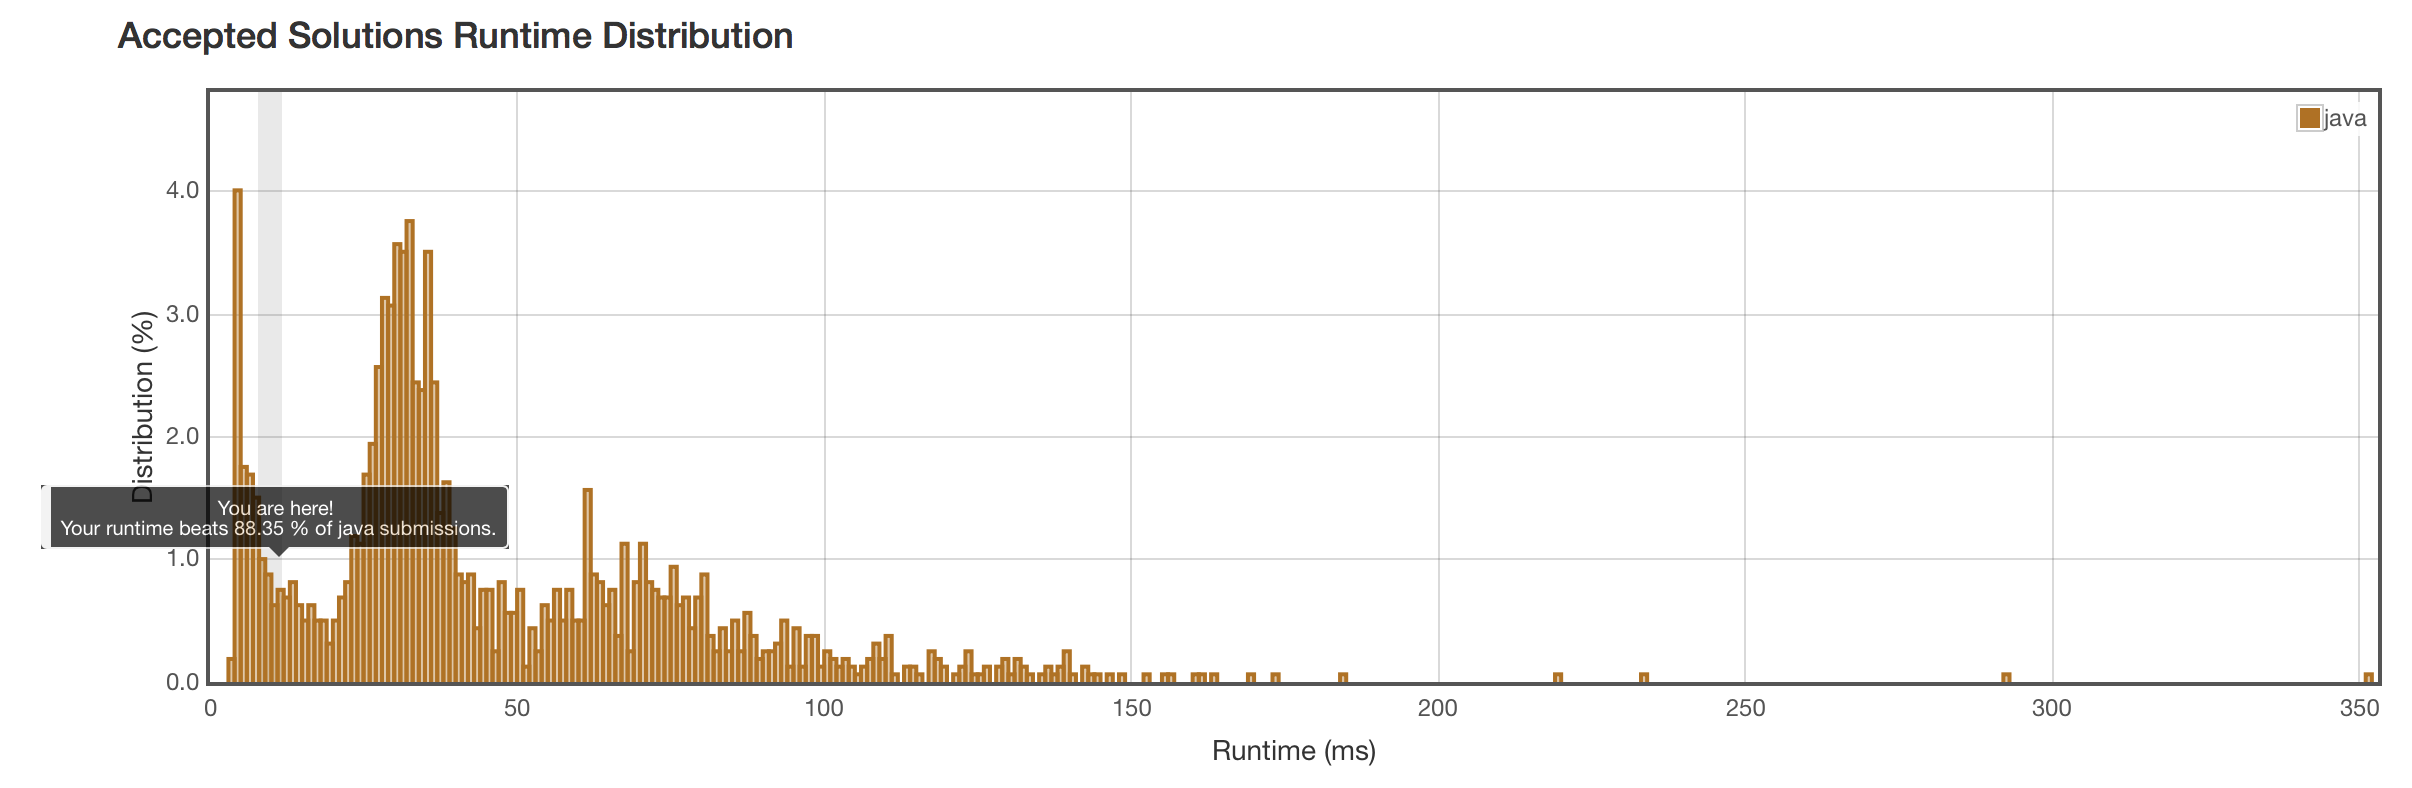 Accepted Solutions Runtime Distribution
java
Distribution (%)
4.0
3.0
2.0
1.0
0.0
You are here!
Your runtime beats 88.35 % of java submissions.
0 50 100 150 200 250 300 350
Runtime (ms)